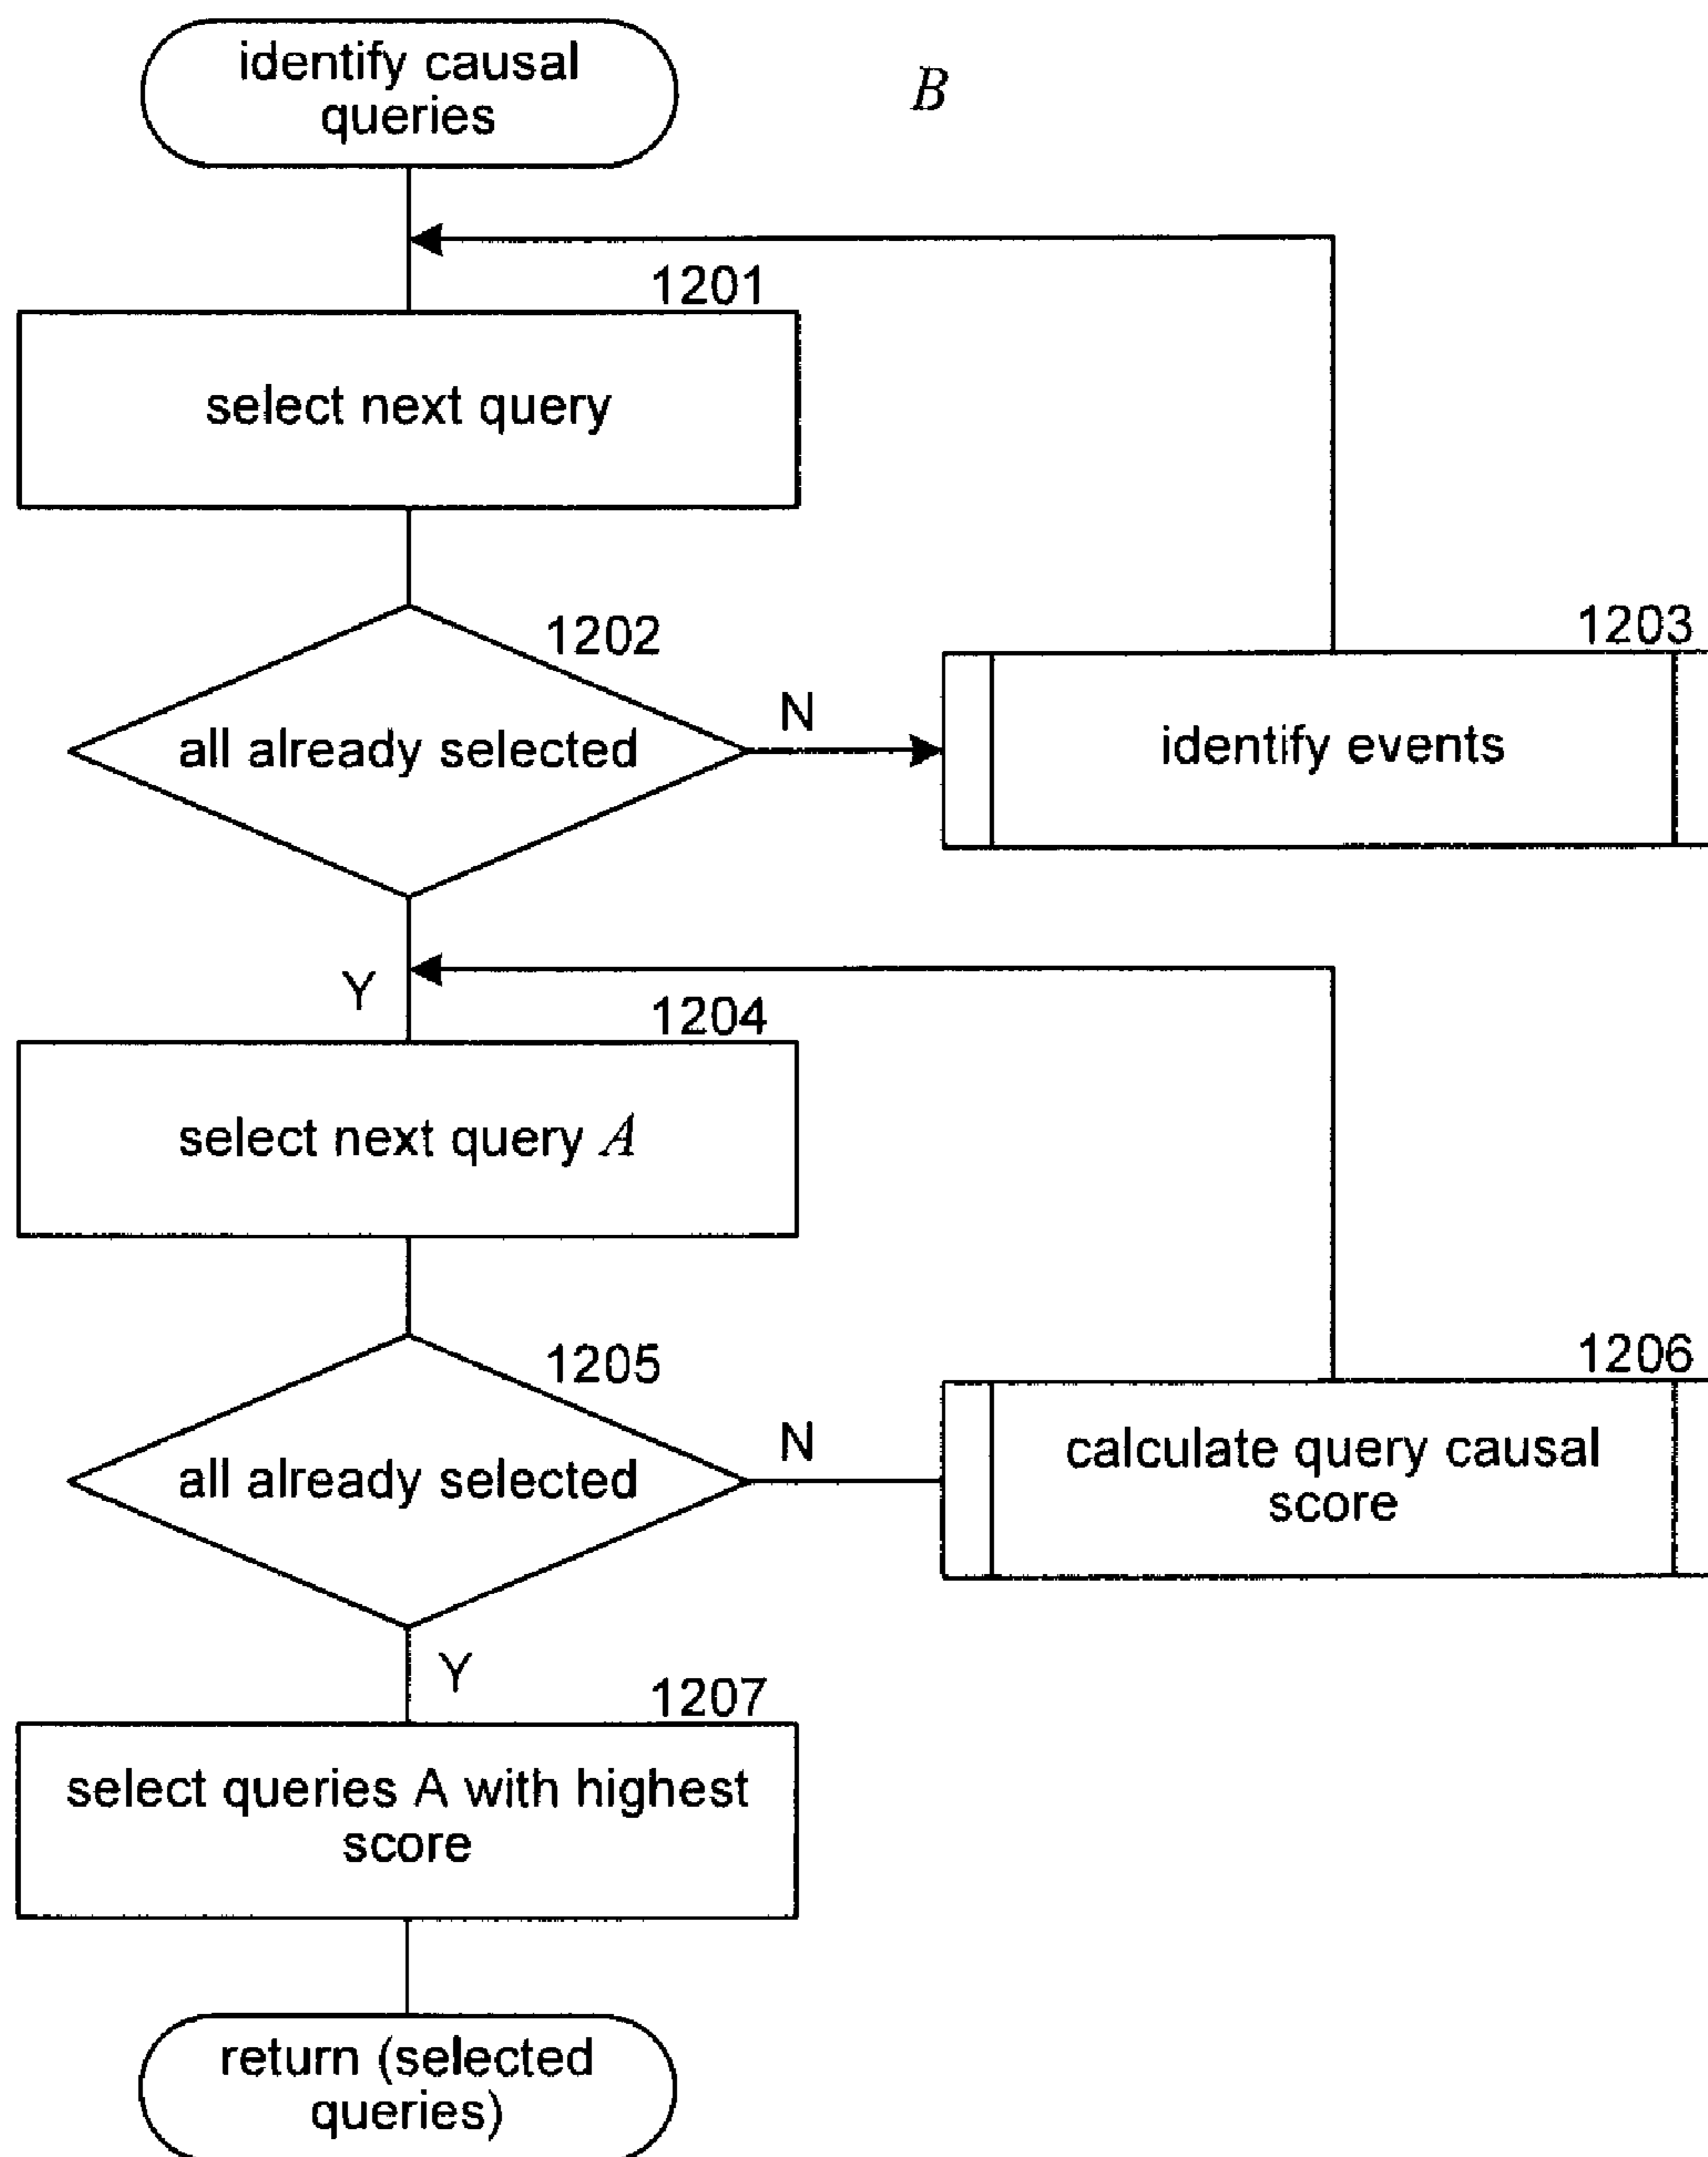 identify causal
queries
B
1201
select next query
1202
all already selected
N
1203
identify events
Y
1204
select next query A
1205
all already selected
N
1206
calculate query causal
score
Y
1207
select queries A with highest
score
return (selected
queries)